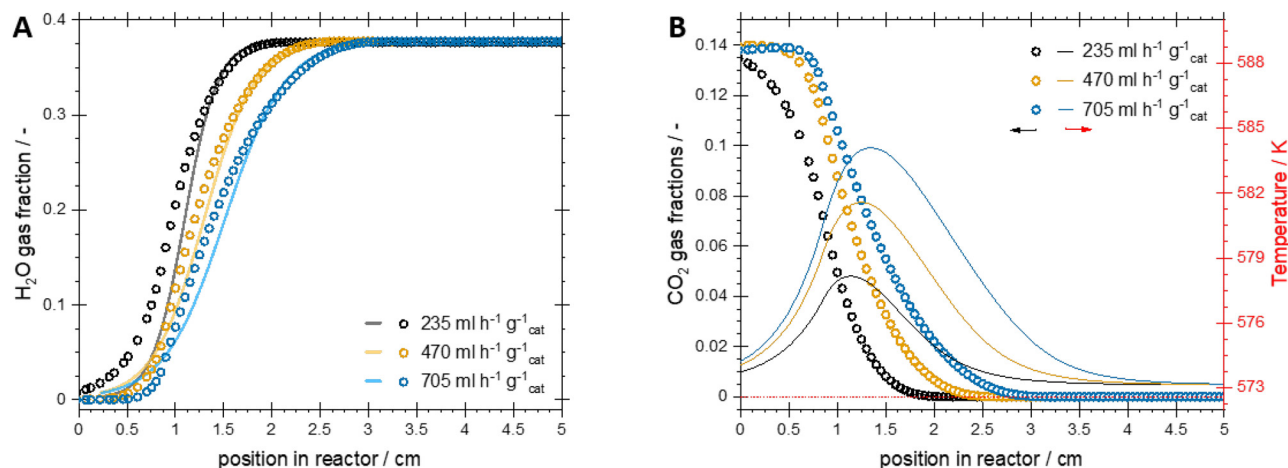 A
0.4
0.3
0.2
0.1
0
H₂O gas fraction / -
235 ml h⁻¹ g⁻¹cat
470 ml h⁻¹ g⁻¹cat
705 ml h⁻¹ g⁻¹cat
0 0.5 1 1.5 2 2.5 3 3.5 4 4.5 5
position in reactor / cm
B
0.14
0.12
0.1
0.08
0.06
0.04
0.02
0
CO₂ gas fractions / -
235 ml h⁻¹ g⁻¹cat
470 ml h⁻¹ g⁻¹cat
705 ml h⁻¹ g⁻¹cat
588
585
582
579
576
573
Temperature / K
0 0.5 1 1.5 2 2.5 3 3.5 4 4.5 5
position in reactor / cm